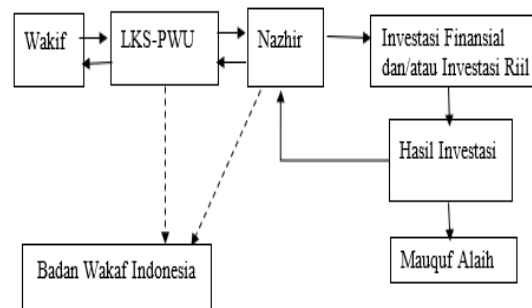 Wakif
LKS-PWU
Nazhir
Investasi Finansial
dan/atau Investasi Riil
Hasil Investasi
Mauquf Alaih
Badan Wakaf Indonesia